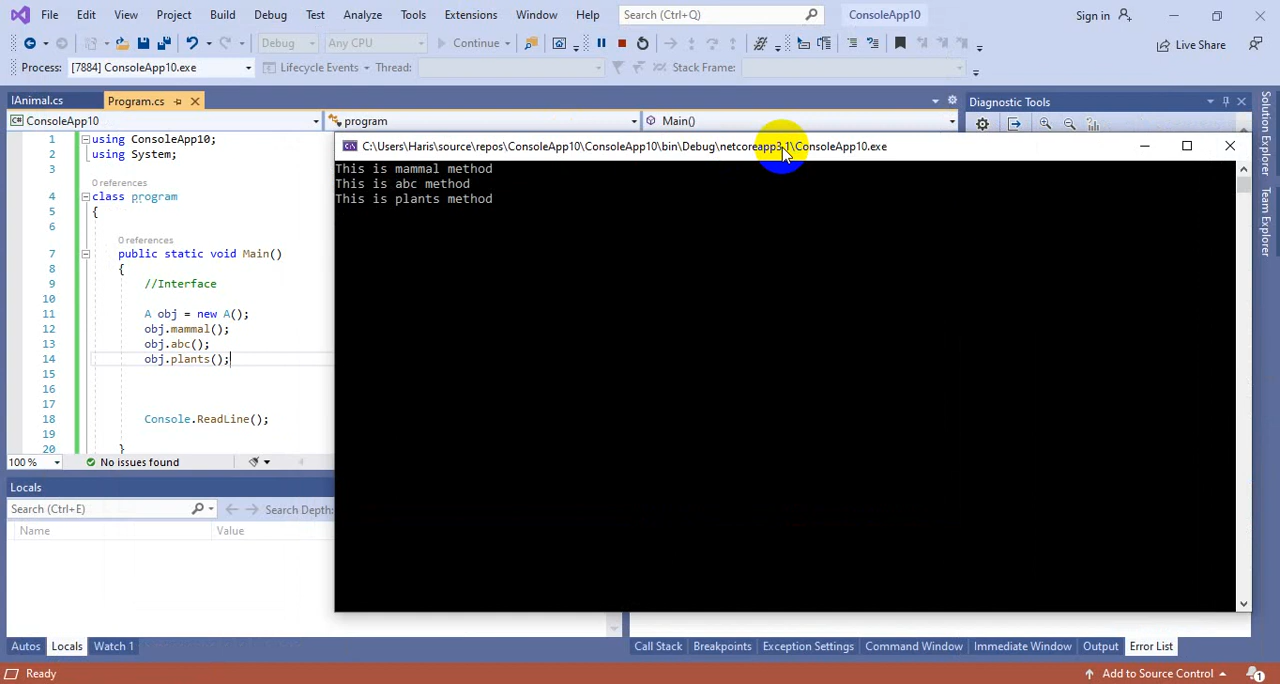 File Edit View Project Build Debug Test Analyze Tools Extensions Window Help Search (Ctrl+Q) ConsoleApp10 Sign in
Debug Any CPU Continue Live Share
Process: [7884] ConsoleApp10.exe Lifecycle Events Thread: Stack Frame:
IAnimal.cs Program.cs Diagnostic Tools
C# ConsoleApp10 program Main()
1 using ConsoleApp10;
2 using System;
3
0 references
4 class program
5 {
6
0 references
7 public static void Main()
8 {
9 //Interface
10
11 A obj = new A();
12 obj.mammal();
13 obj.abc();
14 obj.plants();
15
16
17
18 Console.ReadLine();
19
20 }
C:\Users\Haris\source\repos\ConsoleApp10\ConsoleApp10\bin\Debug\netcoreapp3.1\ConsoleApp10.exe
This is mammal method
This is abc method
This is plants method
Solution Explorer
Team Explorer
100 % No issues found
Locals
Search (Ctrl+E) Search Depth:
Name Value
Autos Locals Watch 1 Call Stack Breakpoints Exception Settings Command Window Immediate Window Output Error List
Ready Add to Source Control 1